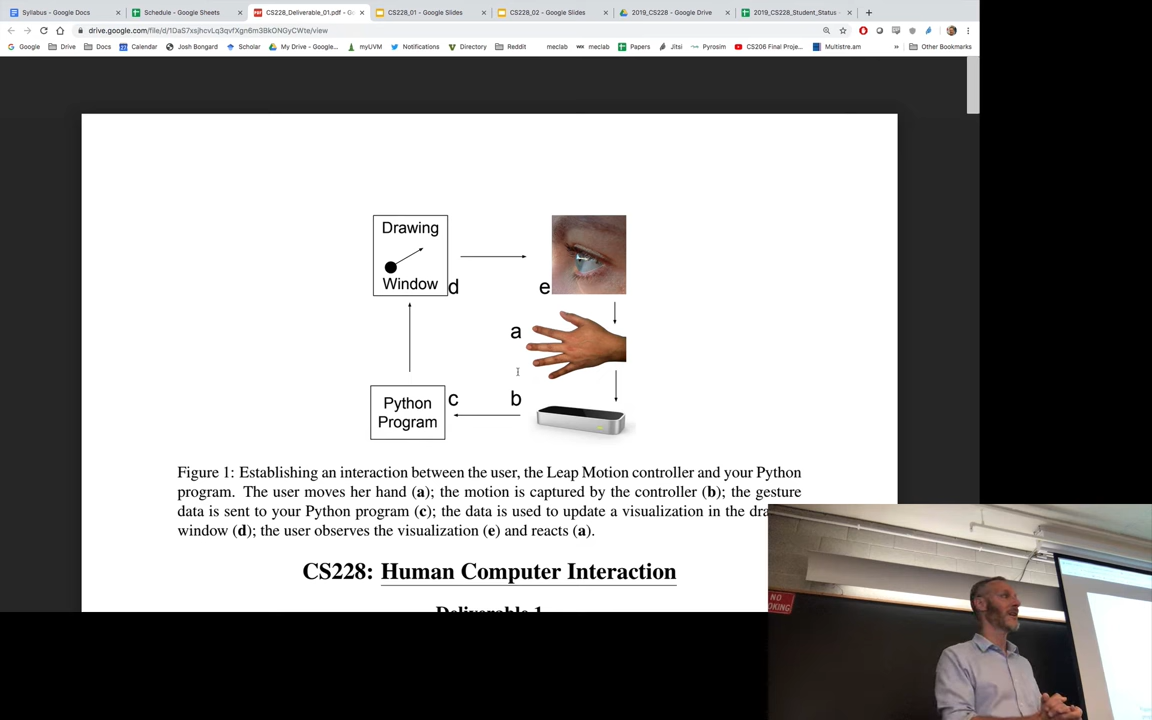 Syllabus - Google Docs
Schedule - Google Sheets
CS228_Deliverable_01.pdf - G
CS228_01 - Google Slides
CS228_02 - Google Slides
2019_CS228 - Google Drive
2019_CS228_Student_Status
Google
Drive
Docs
Calendar
Josh Bongard
Scholar
My Drive - Goog...
myUVM
Notifications
Directory
Reddit
meclab
meclab
Papers
Jitsi
Pyrosim
CS206 Final Proje...
Multistre.am
Other Bookmarks
Drawing
Window
d
e
a
b
c
Python
Program
Figure 1: Establishing an interaction between the user, the Leap Motion controller and your Python
program. The user moves her hand (a); the motion is captured by the controller (b); the gesture
data is sent to your Python program (c); the data is used to update a visualization in the
window (d); the user observes the visualization (e) and reacts (a).
CS228: Human Computer Interaction
Deliverable 1
NO
SMOKING